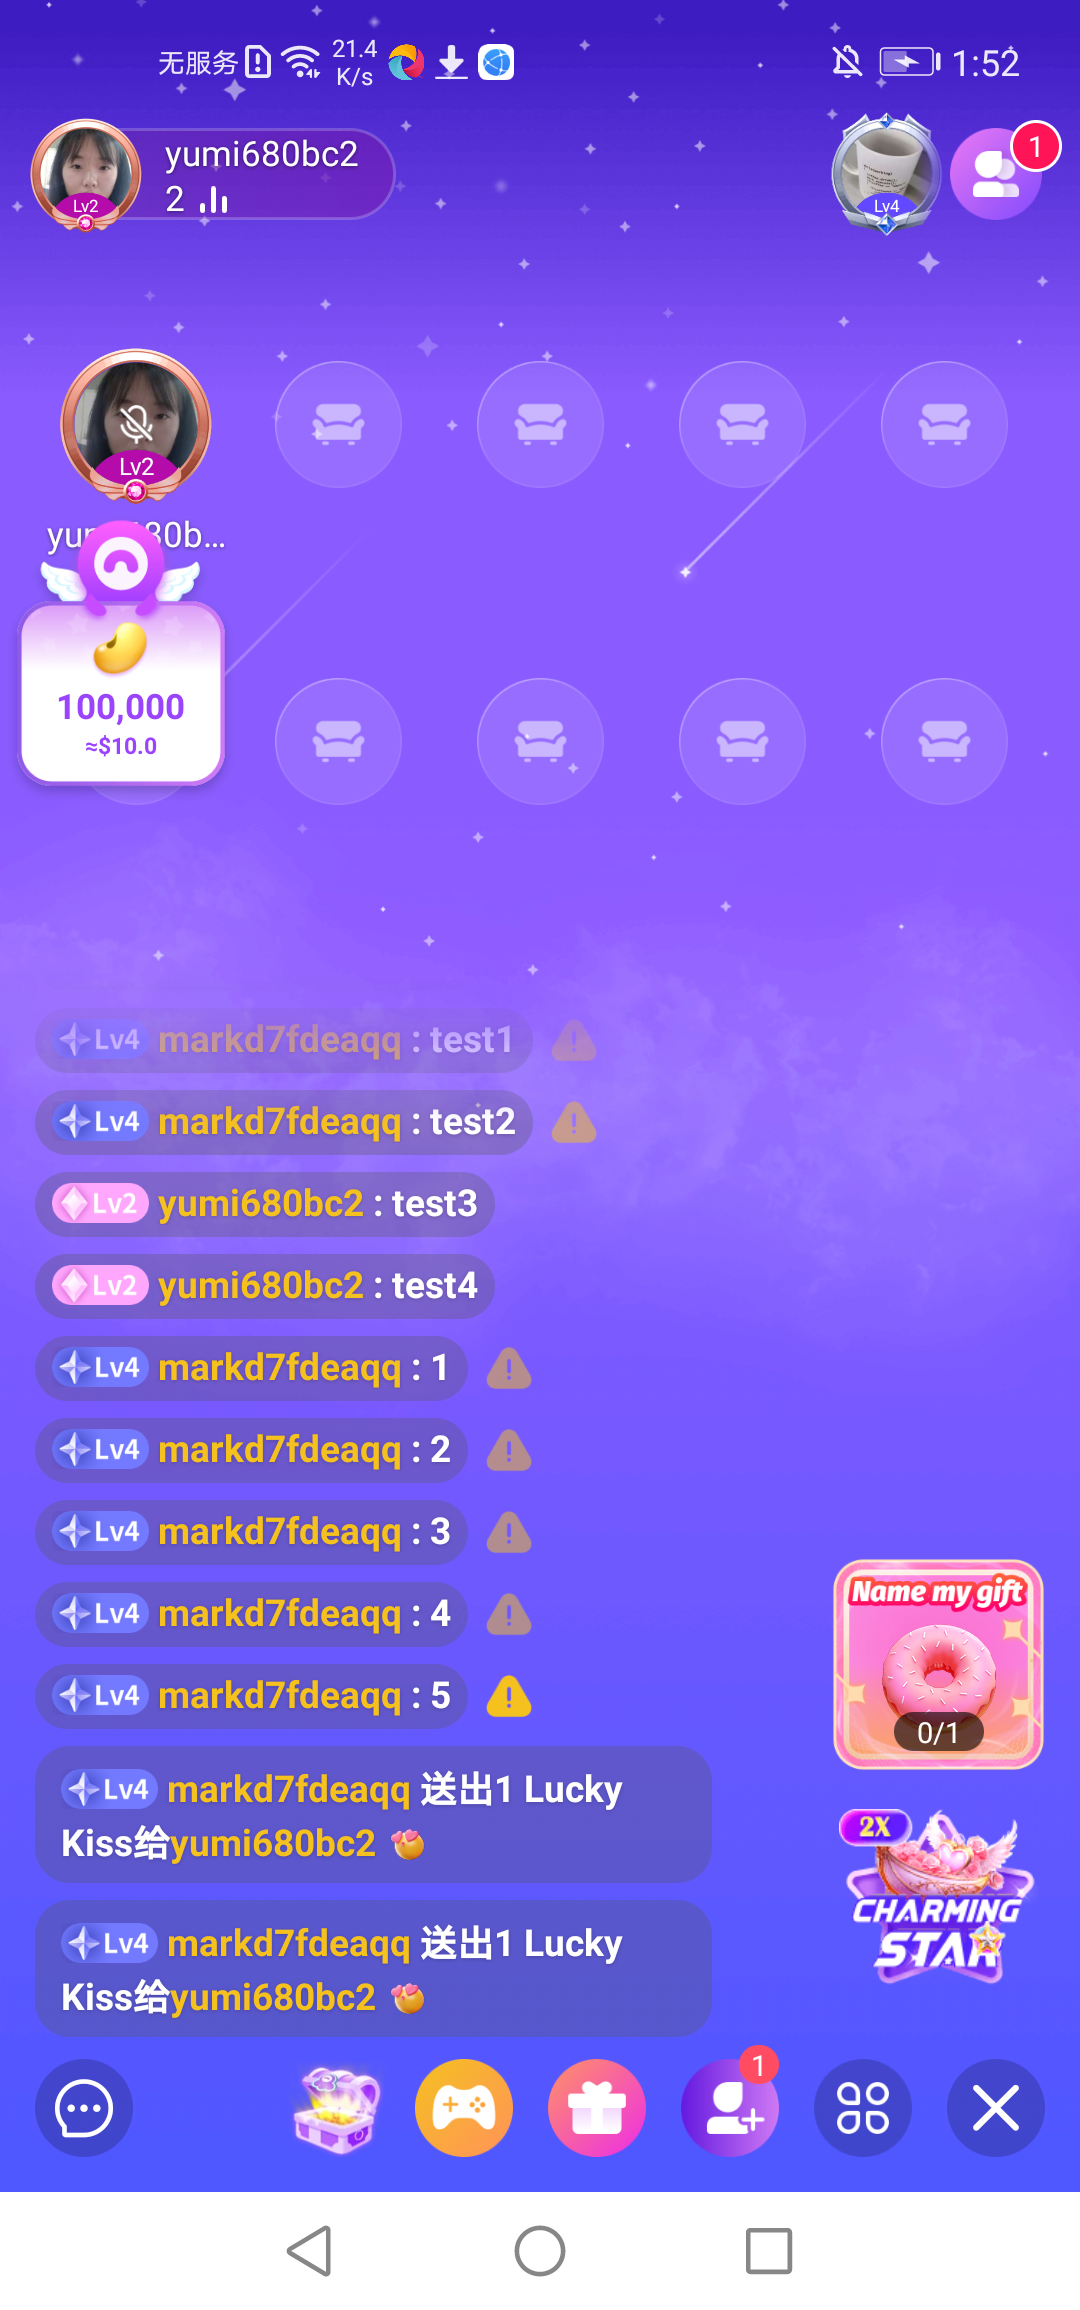 无服务
21.4
K/s
1:52
yumi680bc2
2
Lv2
Lv4
1
Lv2
100,000
≈$10.0
Lv4 markd7fdeaqq : test1
Lv4 markd7fdeaqq : test2
Lv2 yumi680bc2 : test3
Lv2 yumi680bc2 : test4
Lv4 markd7fdeaqq : 1
Lv4 markd7fdeaqq : 2
Lv4 markd7fdeaqq : 3
Lv4 markd7fdeaqq : 4
Lv4 markd7fdeaqq : 5
Name my gift
0/1
Lv4 markd7fdeaqq 送出1 Lucky
Kiss给yumi680bc2
2X
CHARMING
STAR
Lv4 markd7fdeaqq 送出1 Lucky
Kiss给yumi680bc2
1